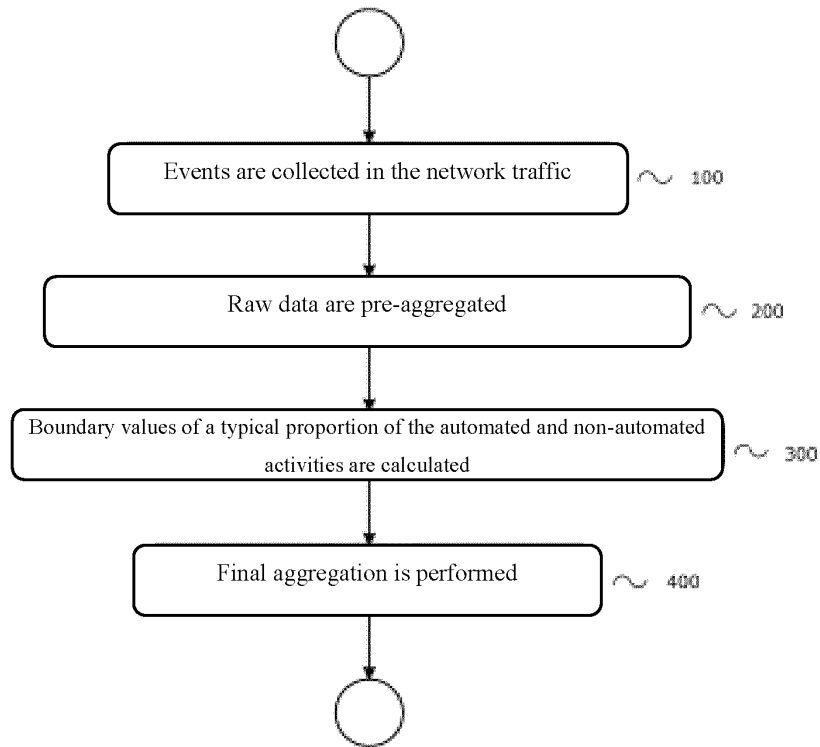 Events are collected in the network traffic
100
Raw data are pre-aggregated
200
Boundary values of a typical proportion of the automated and non-automated
activities are calculated
300
Final aggregation is performed
400